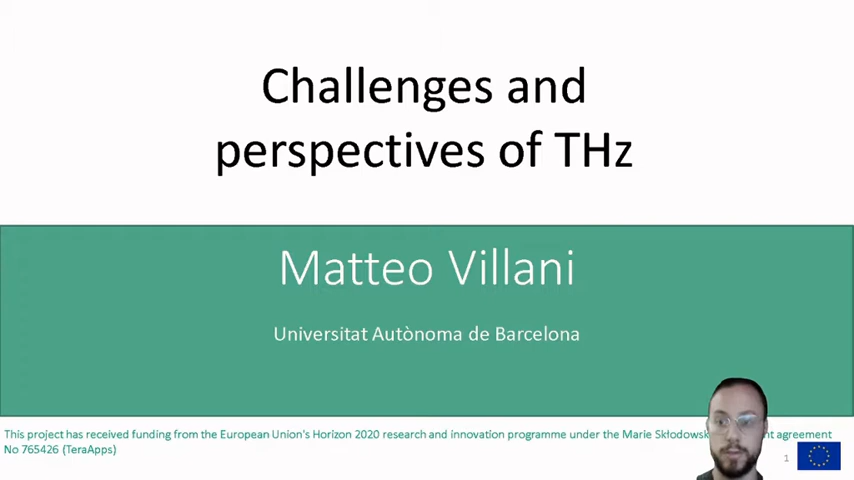 Challenges and
perspectives of THz
Matteo Villani
Universitat Autònoma de Barcelona
This project has received funding from the European Union's Horizon 2020 research and innovation programme under the Marie agreement
No 765426 (TeraApps)
1